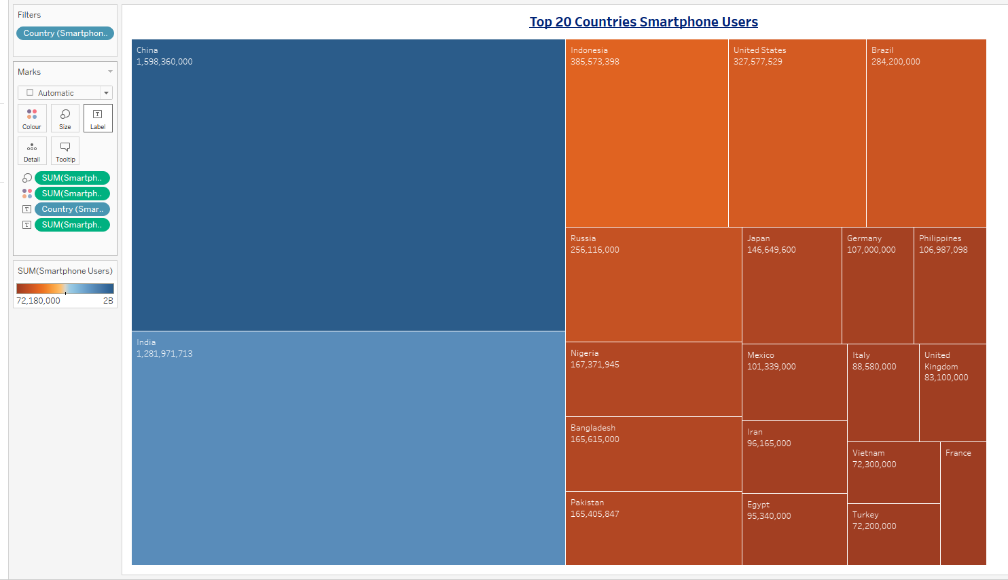 Filters
Country (Smartphon..
Marks
Automatic
Colour
Size
Label
Detail
Tooltip
SUM(Smartph..
SUM(Smartph..
Country (Smar..
SUM(Smartph..
SUM(Smartphone Users)
72,180,000
2B
Top 20 Countries Smartphone Users
China
1,598,360,000
India
1,281,971,713
Indonesia
385,573,398
United States
327,577,529
Brazil
284,200,000
Russia
256,116,000
Nigeria
167,371,945
Bangladesh
165,615,000
Pakistan
165,405,847
Japan
146,649,600
Germany
107,000,000
Philippines
106,987,098
Mexico
101,339,000
Iran
96,165,000
Egypt
95,340,000
Italy
88,580,000
United
Kingdom
83,100,000
Vietnam
72,300,000
Turkey
72,200,000
France